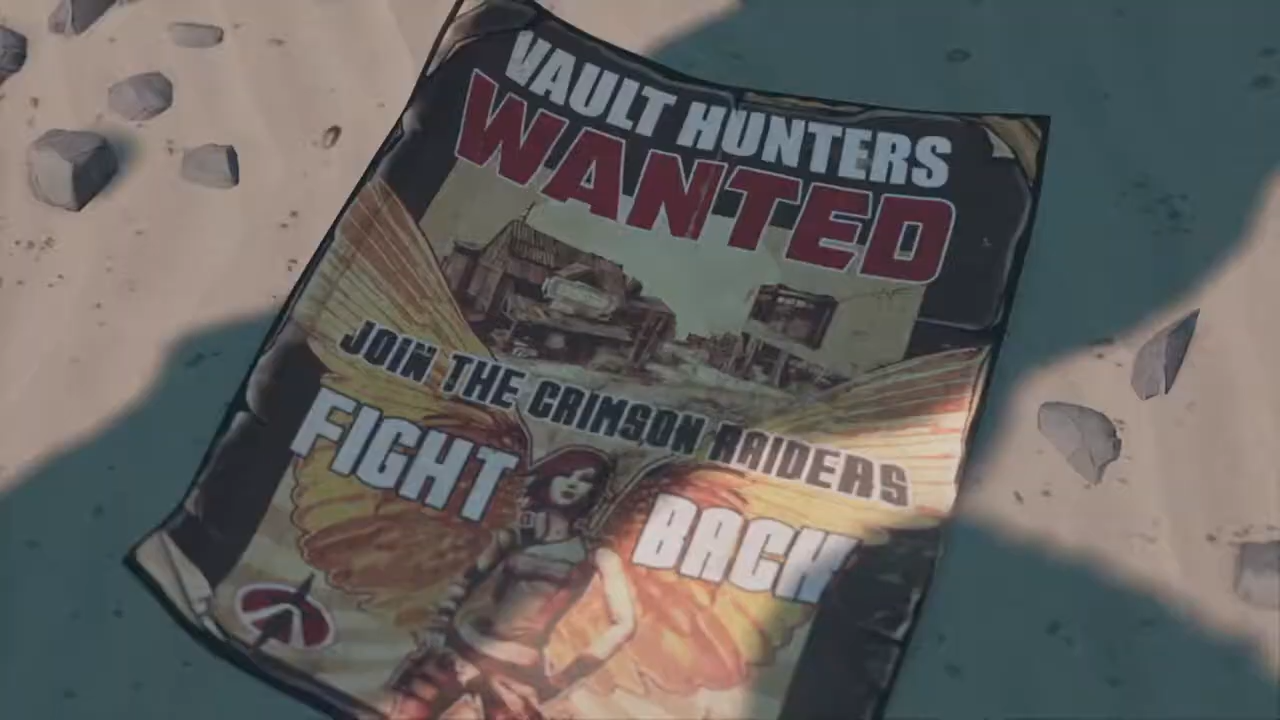 VAULT HUNTERS
WANTED
JOIN THE CRIMSON RAIDERS
FIGHT
BACK